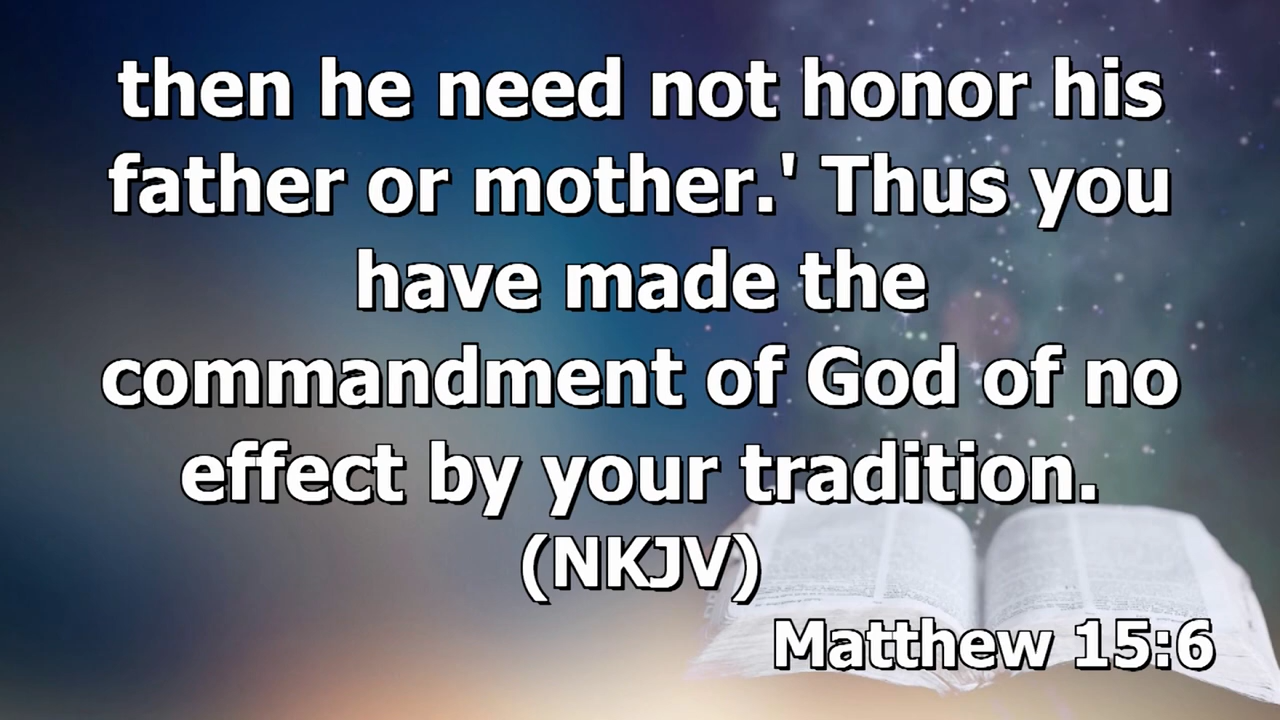 then he need not honor his
father or mother.' Thus you
have made the
commandment of God of no
effect by your tradition.
(NKJV)
Matthew 15:6